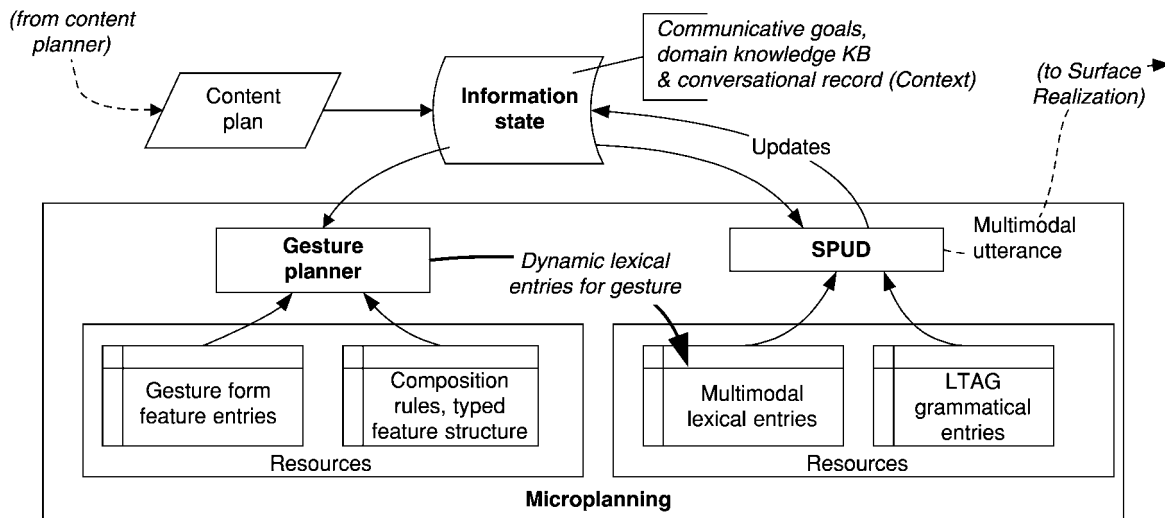 (from content
planner)
Content
plan
Information
state
Communicative goals,
domain knowledge KB
& conversational record (Context)
(to Surface
Realization)
Updates
Gesture
planner
Dynamic lexical
entries for gesture
SPUD
Multimodal
utterance
Gesture form
feature entries
Composition
rules, typed
feature structure
Resources
Multimodal
lexical entries
LTAG
grammatical
entries
Resources
Microplanning